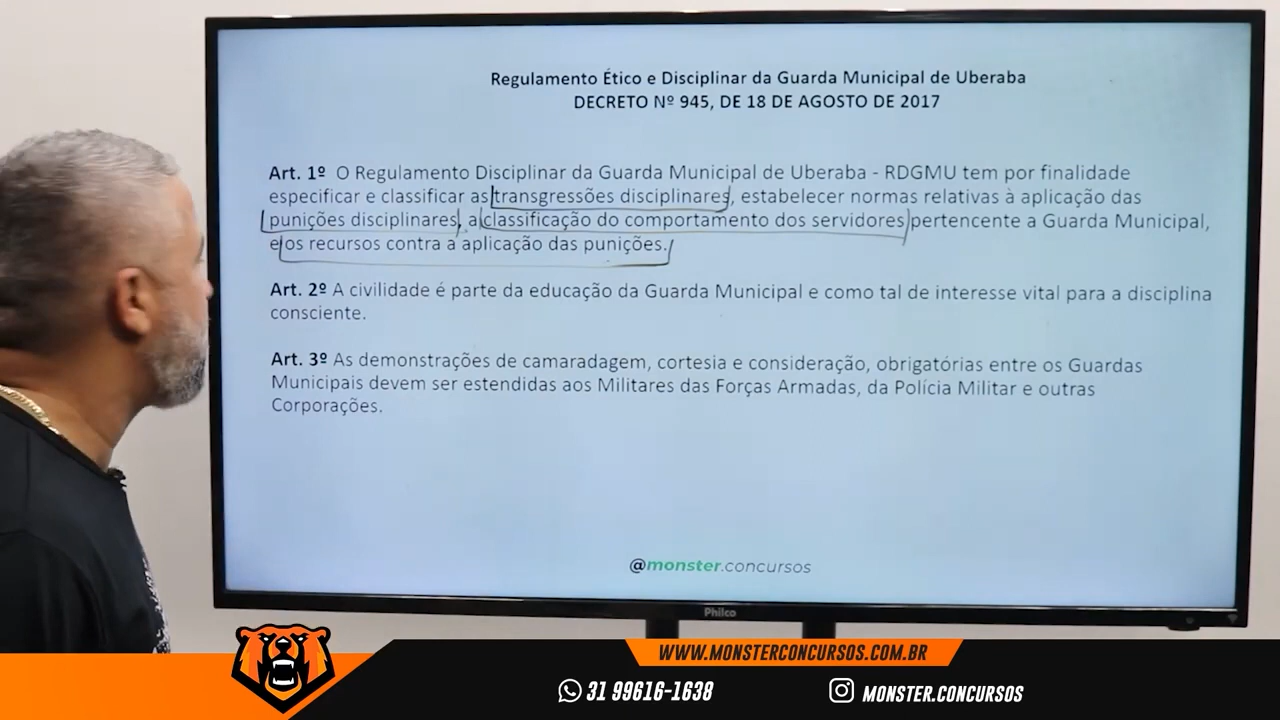 Regulamento Ético e Disciplinar da Guarda Municipal de Uberaba
DECRETO Nº 945, DE 18 DE AGOSTO DE 2017
Art. 1º O Regulamento Disciplinar da Guarda Municipal de Uberaba - RDGMU tem por finalidade
especificar e classificar as transgressões disciplinares, estabelecer normas relativas à aplicação das
punições disciplinares, a classificação do comportamento dos servidores pertencente a Guarda Municipal,
e os recursos contra a aplicação das punições.
Art. 2º A civilidade é parte da educação da Guarda Municipal e como tal de interesse vital para a disciplina
consciente.
Art. 3º As demonstrações de camaradagem, cortesia e consideração, obrigatórias entre os Guardas
Municipais devem ser estendidas aos Militares das Forças Armadas, da Polícia Militar e outras
Corporações.
@monster.concursos
Philco
WWW.MONSTERCONCURSOS.COM.BR
31 99616-1638
MONSTER.CONCURSOS